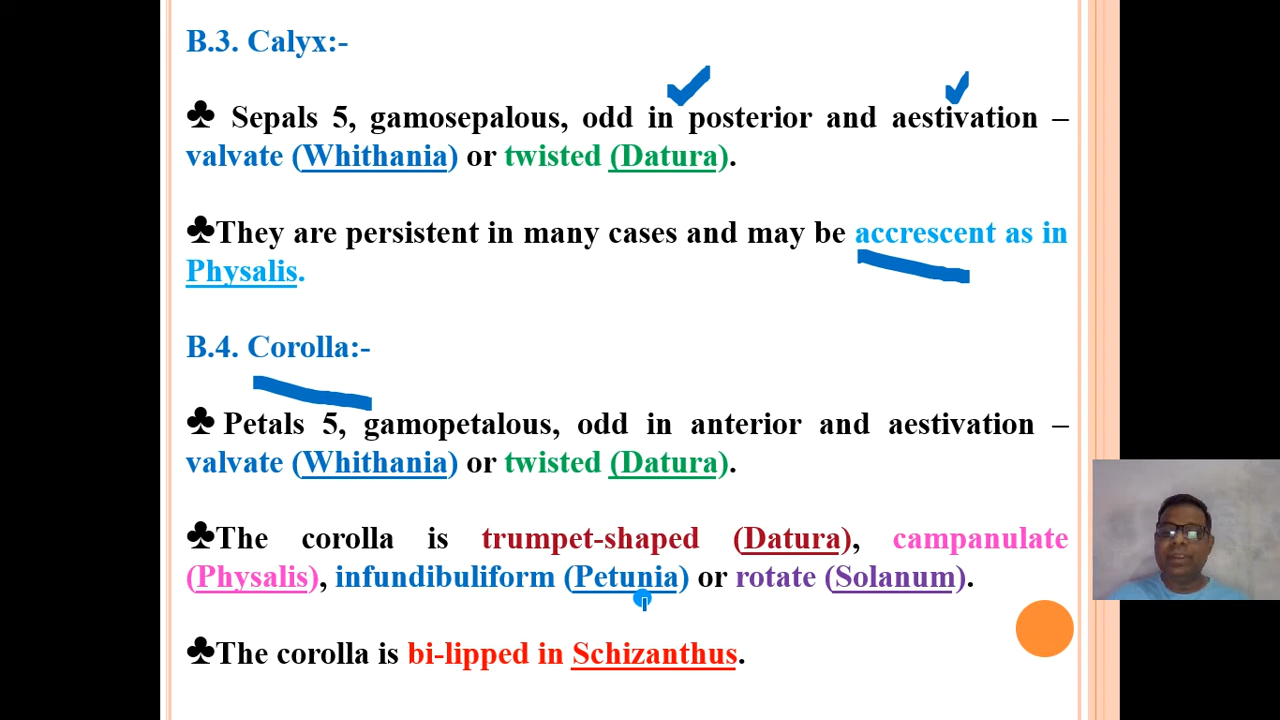 B.3. Calyx:-
♣ Sepals 5, gamosepalous, odd in posterior and aestivation –
valvate (Whithania) or twisted (Datura).
♣They are persistent in many cases and may be accrescent as in
Physalis.
B.4. Corolla:-
♣ Petals 5, gamopetalous, odd in anterior and aestivation –
valvate (Whithania) or twisted (Datura).
♣The corolla is trumpet-shaped (Datura), campanulate
(Physalis), infundibuliform (Petunia) or rotate (Solanum).
♣The corolla is bi-lipped in Schizanthus.